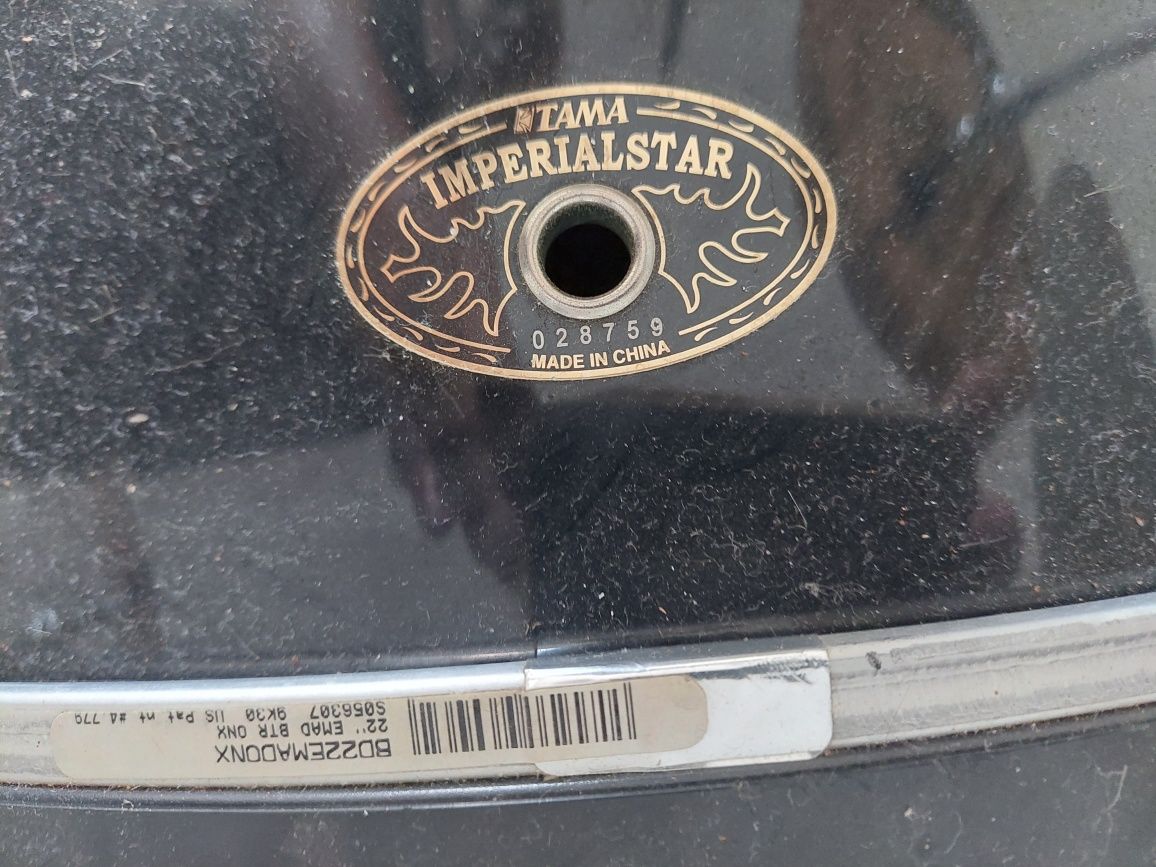 TAMA
IMPERIALSTAR
028759
MADE IN CHINA
BD22EMADONX
22'' EMAD BTR ONX
S056307 9K30 US Pat nt #4,779